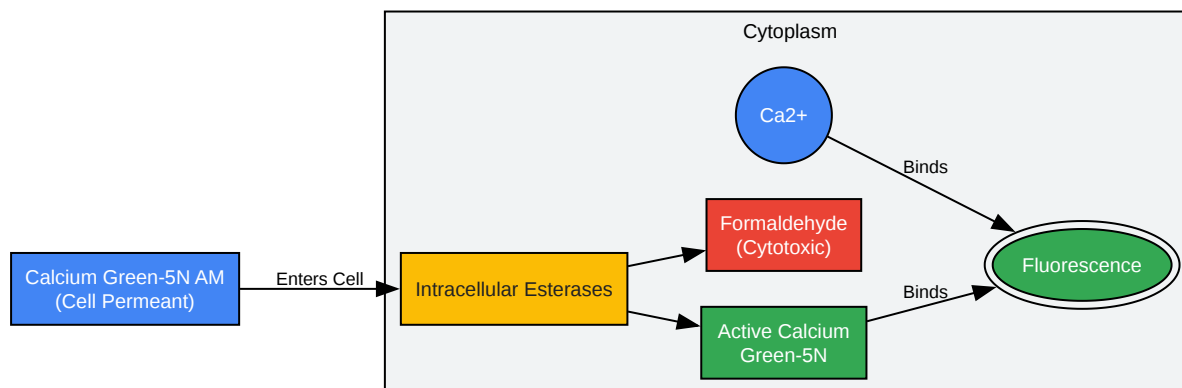 Cytoplasm
Ca2+
Binds
Formaldehyde
(Cytotoxic)
Calcium Green-5N AM
(Cell Permeant)
Enters Cell
Intracellular Esterases
Fluorescence
Binds
Active Calcium
Green-5N